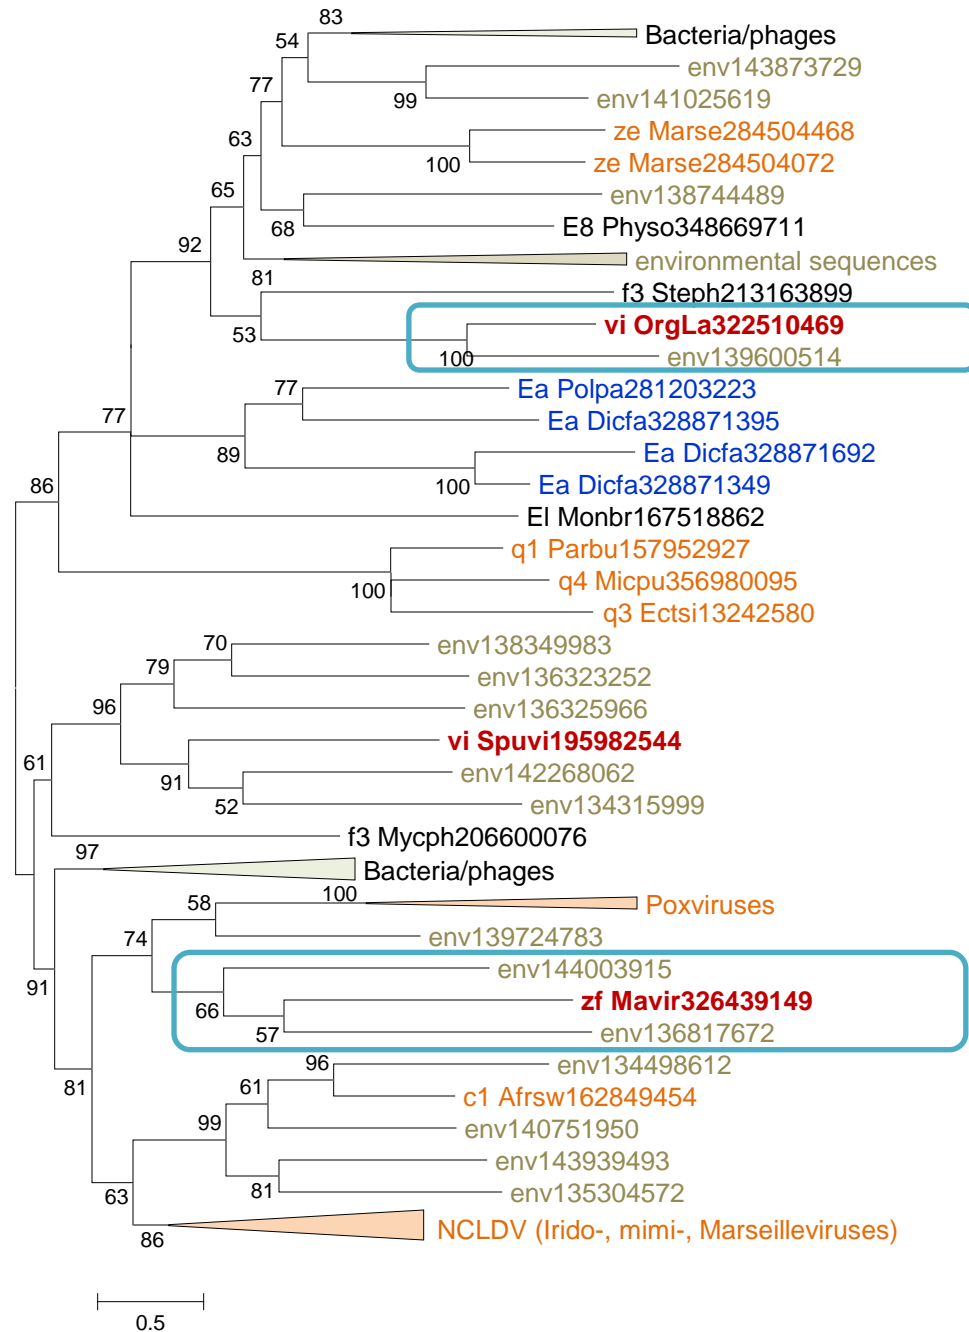 83
Bacteria/phages
54
env143873729
77
99
env141025619
ze Marse284504468
63
100
ze Marse284504072
65
env138744489
68
E8 Physo348669711
92
environmental sequences
81
f3 Steph213163899
53
vi OrgLa322510469
100
env139600514
77
Ea Polpa281203223
77
Ea Dicfa328871395
89
Ea Dicfa328871692
86
100
Ea Dicfa328871349
El Monbr167518862
q1 Parbu157952927
100
q4 Micpu356980095
q3 Ectsi13242580
70
env138349983
79
env136323252
96
env136325966
vi Spuvi195982544
61
91
env142268062
52
env134315999
f3 Mycph206600076
97
Bacteria/phages
100
58
Poxviruses
74
env139724783
91
env144003915
66
zf Mavir326439149
57
env136817672
96
env134498612
81
61
c1 Afrsw162849454
99
env140751950
env143939493
63
81
env135304572
86
NCLDV (Irido-, mimi-, Marseilleviruses)
0.5